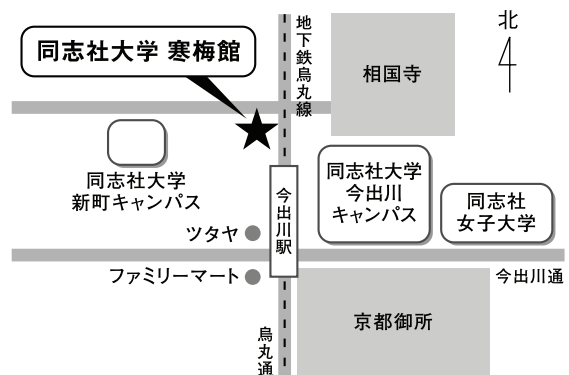 同志社大学 寒梅館
地下鉄烏丸線
北
相国寺
同志社大学
新町キャンパス
同志社大学
今出川
キャンパス
同志社
女子大学
今出川駅
ツタヤ
ファミリーマート
今出川通
京都御所
烏丸通